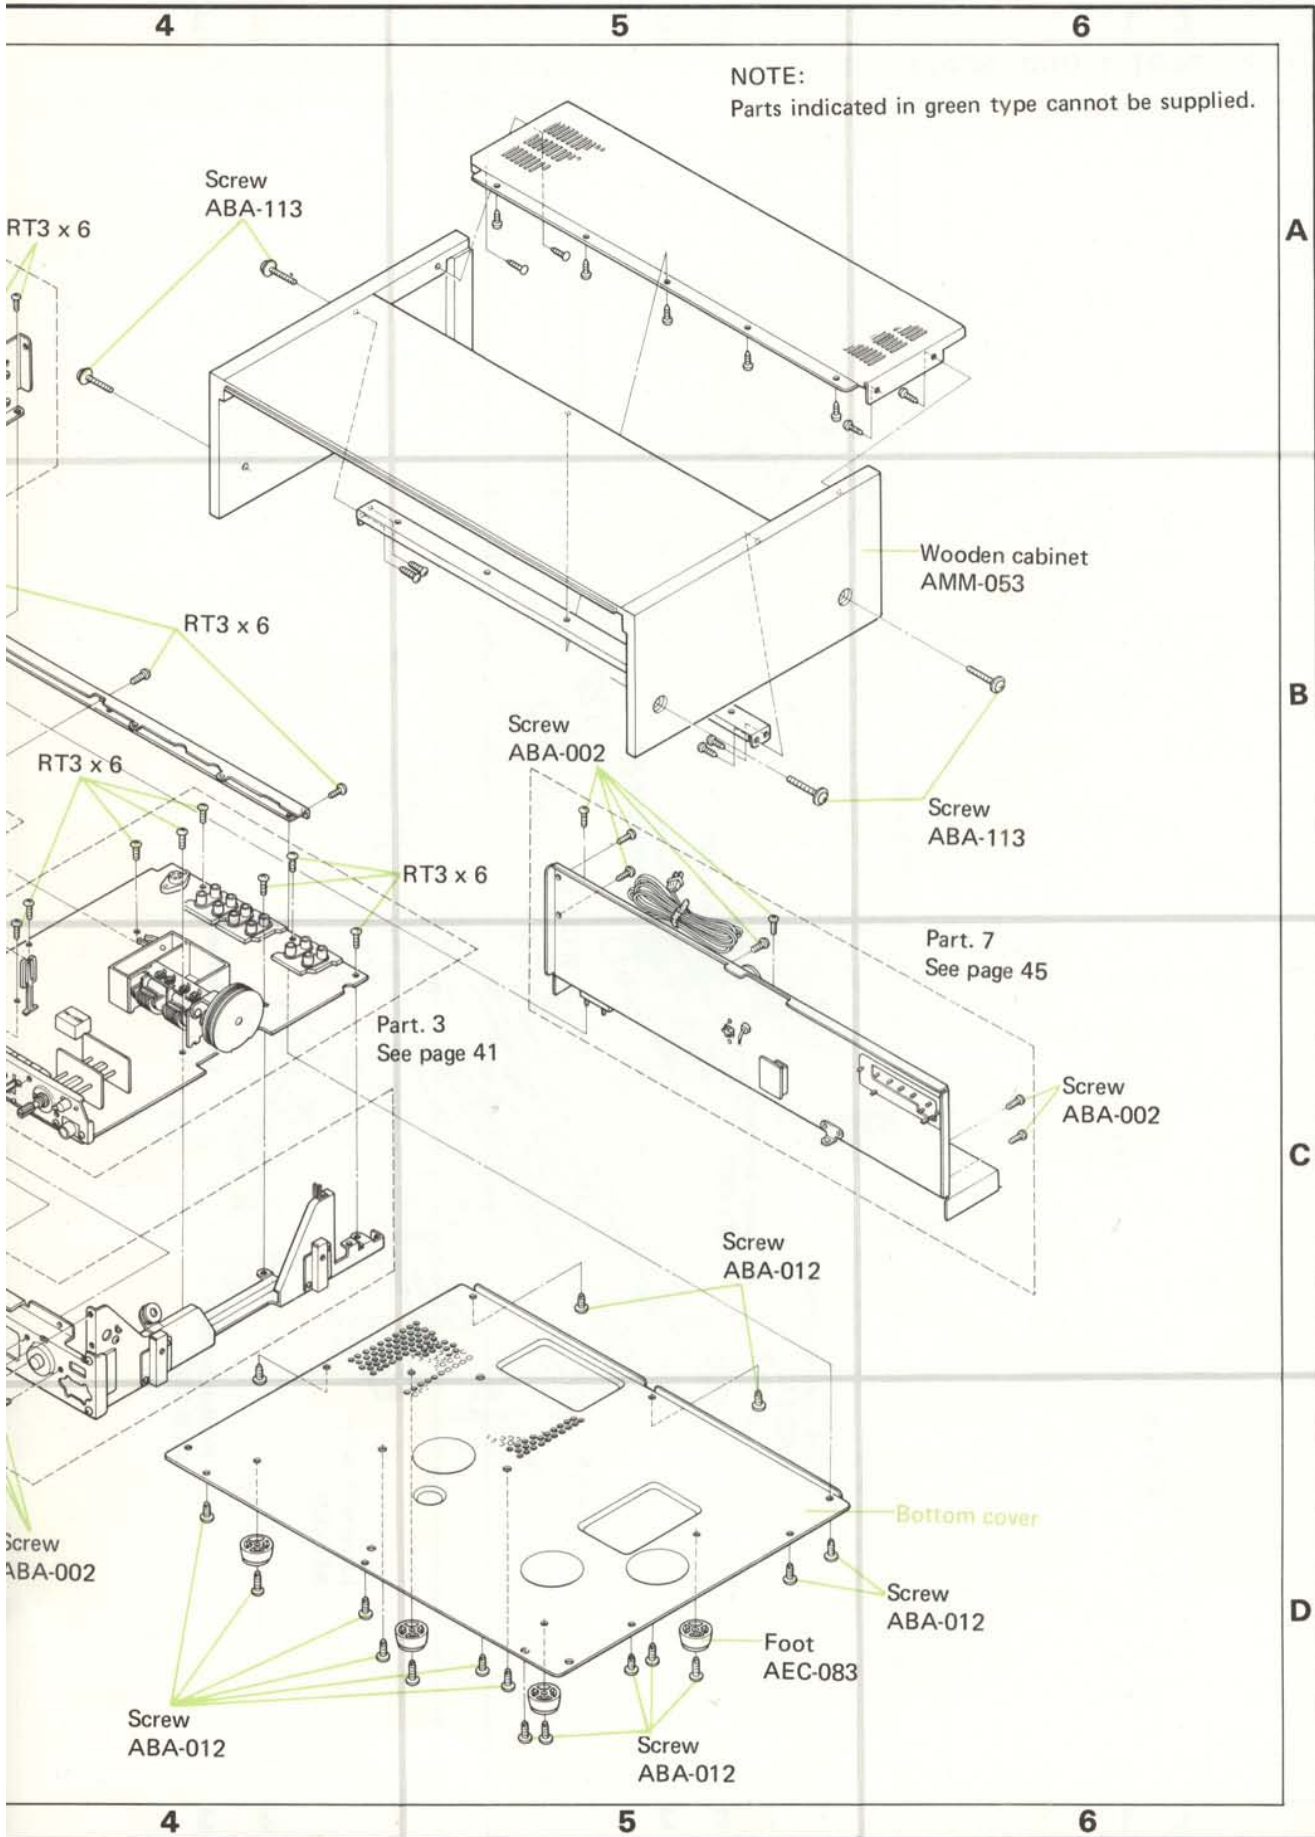 4 5 6
NOTE:
Parts indicated in green type cannot be supplied.
A
Screw
ABA-113
RT3 x 6
Wooden cabinet
AMM-053
RT3 x 6
B
Screw
ABA-002
RT3 x 6
Screw
ABA-113
RT3 x 6
Part. 7
See page 45
Part. 3
See page 41
Screw
ABA-002
C
Screw
ABA-012
Bottom cover
Screw
ABA-002
Screw
ABA-012
D
Foot
AEC-083
Screw
ABA-012
Screw
ABA-012
4 5 6